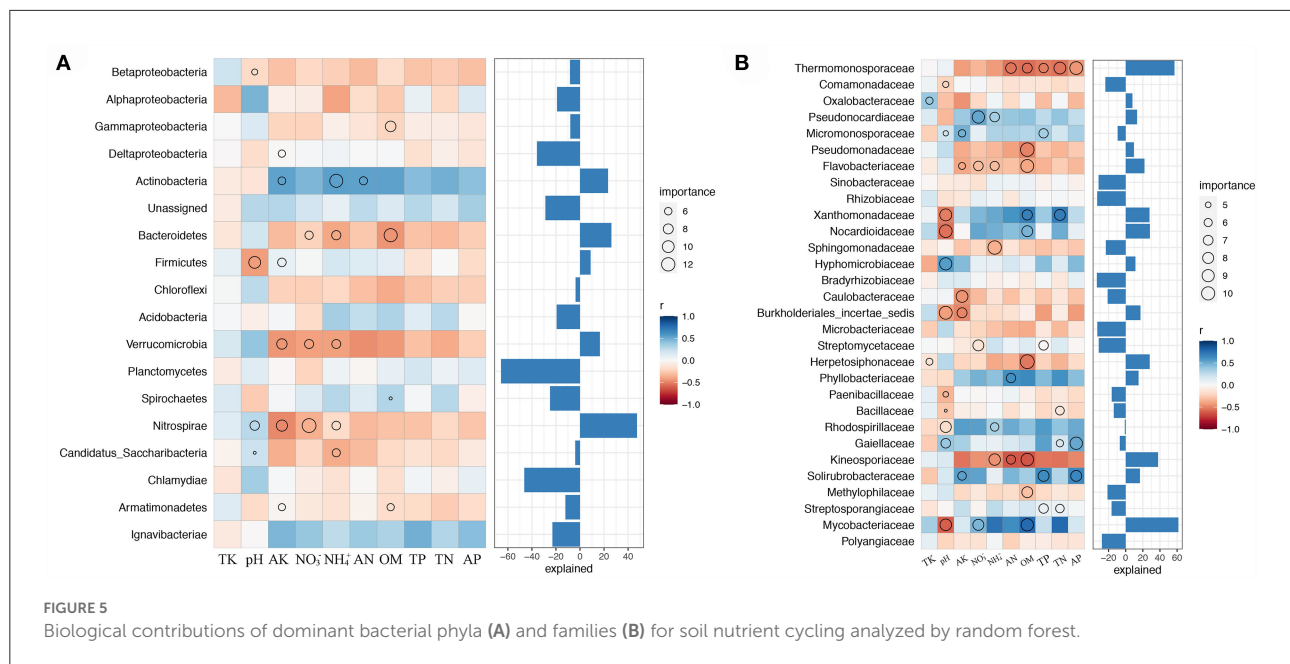 A
Betaproteobacteria
Alphaproteobacteria
Gammaproteobacteria
Deltaproteobacteria
Actinobacteria
Unassigned
Bacteroidetes
Firmicutes
Chloroflexi
Acidobacteria
Verrucomicrobia
Planctomycetes
Spirochaetes
Nitrospirae
Candidatus_Saccharibacteria
Chlamydiae
Armatimonadetes
Ignavibacteriae
TK pH AK NO₃⁻ NH₄⁺ AN OM TP TN AP
−60 −40 −20 0 20 40
explained
importance
6
8
10
12
r
1.0
0.5
0.0
−0.5
−1.0
B
Thermomonosporaceae
Comamonadaceae
Oxalobacteraceae
Pseudonocardiaceae
Micromonosporaceae
Pseudomonadaceae
Flavobacteriaceae
Sinobacteraceae
Rhizobiaceae
Xanthomonadaceae
Nocardioidaceae
Sphingomonadaceae
Hyphomicrobiaceae
Bradyrhizobiaceae
Caulobacteraceae
Burkholderiales_incertae_sedis
Microbacteriaceae
Streptomycetaceae
Herpetosiphonaceae
Phyllobacteriaceae
Paenibacillaceae
Bacillaceae
Rhodospirillaceae
Gaiellaceae
Kineosporiaceae
Solirubrobacteraceae
Methylophilaceae
Streptosporangiaceae
Mycobacteriaceae
Polyangiaceae
TK pH AK NO₃⁻ NH₄⁺ AN OM TP TN AP
−20 0 20 40 60
explained
importance
5
6
7
8
9
10
r
1.0
0.5
0.0
−0.5
−1.0
FIGURE 5
Biological contributions of dominant bacterial phyla (A) and families (B) for soil nutrient cycling analyzed by random forest.